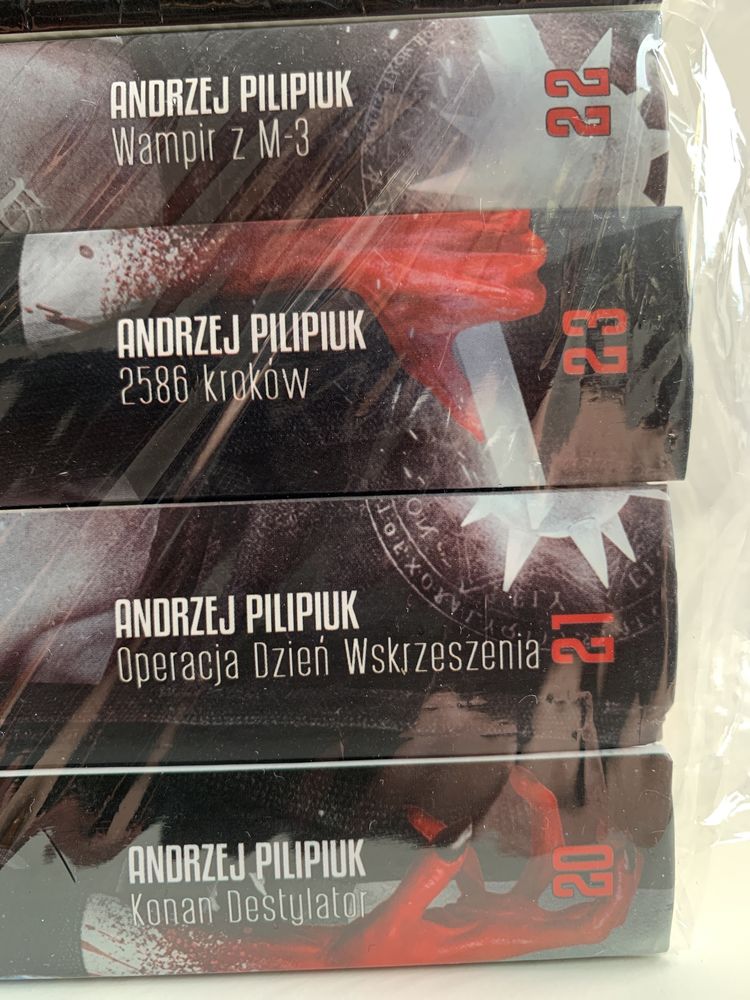 ANDRZEJ PILIPIUK
Wampir z M-3
22
ANDRZEJ PILIPIUK
2586 kroków
23
ANDRZEJ PILIPIUK
Operacja Dzień Wskrzeszenia
21
ANDRZEJ PILIPIUK
Konan Destylator
20